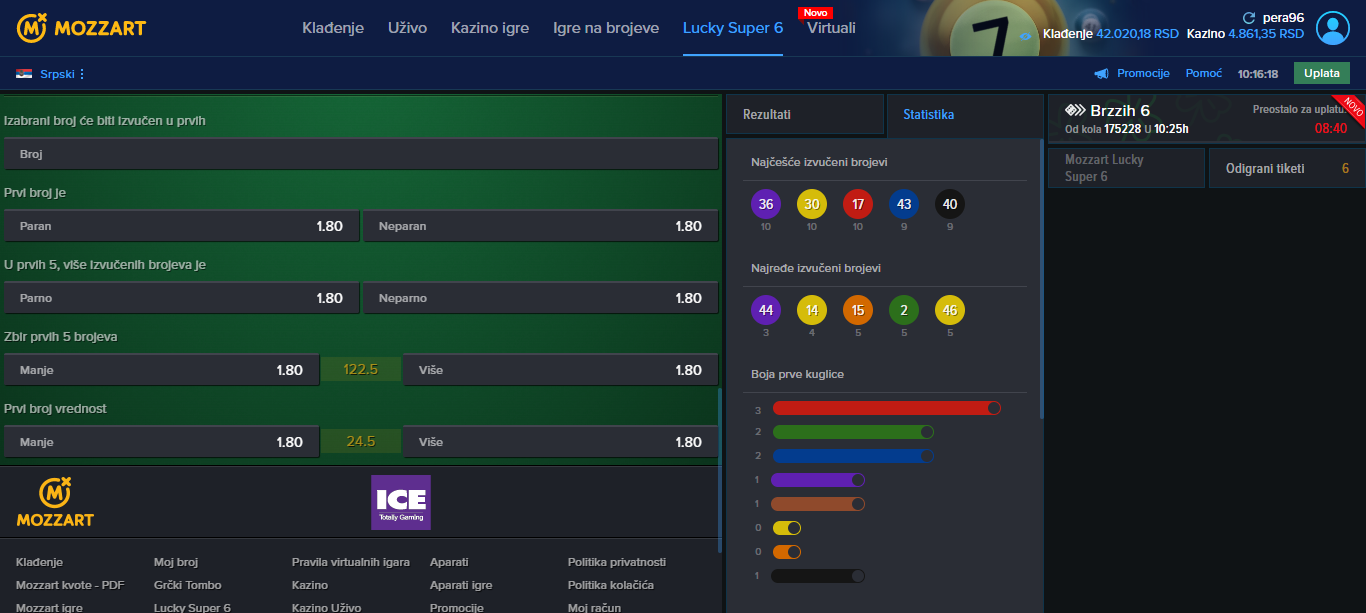 MOZZART
Klađenje
Uživo
Kazino igre
Igre na brojeve
Lucky Super 6
Novo
Virtuali
7
pera96
Klađenje 42.020,18 RSD Kazino 4.861,35 RSD
Srpski
Promocije
Pomoć
10:16:18
Uplata
Izabrani broj će biti izvučen u prvih
Broj
Prvi broj je
Paran 1.80
Neparan 1.80
U prvih 5, više izvučenih brojeva je
Parno 1.80
Neparno 1.80
Zbir prvih 5 brojeva
Manje 1.80
122.5
Više 1.80
Prvi broj vrednost
Manje 1.80
24.5
Više 1.80
MOZZART
ICE
Totally Gaming
Klađenje
Moj broj
Pravila virtualnih igara
Aparati
Politika privatnosti
Mozzart kvote - PDF
Grčki Tombo
Kazino
Aparati igre
Politika kolačića
Mozzart igre
Lucky Super 6
Kazino Uživo
Promocije
Moj račun
Rezultati
Statistika
Najčešće izvučeni brojevi
36 30 17 43 40
10 10 10 9 9
Najređe izvučeni brojevi
44 14 15 2 46
3 4 5 5 5
Boja prve kuglice
3
2
2
1
1
0
0
1
Brzzih 6
Preostalo za uplatu:
NOVO
Od kola 175228 U 10:25h
08:40
Mozzart Lucky
Super 6
Odigrani tiketi 6